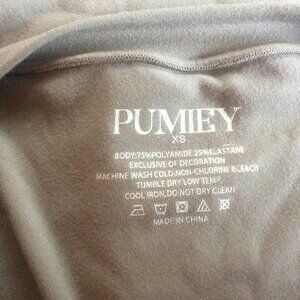 PUMIEY
XS
BODY:75%POLYAMIDE,25%ELASTANE
EXCLUSIVE OF DECORATION
MACHINE WASH COLD,NON-CHLORINE BLEACH
TUMBLE DRY LOW TEMP.
COOL IRON,DO NOT DRY CLEAN
MADE IN CHINA